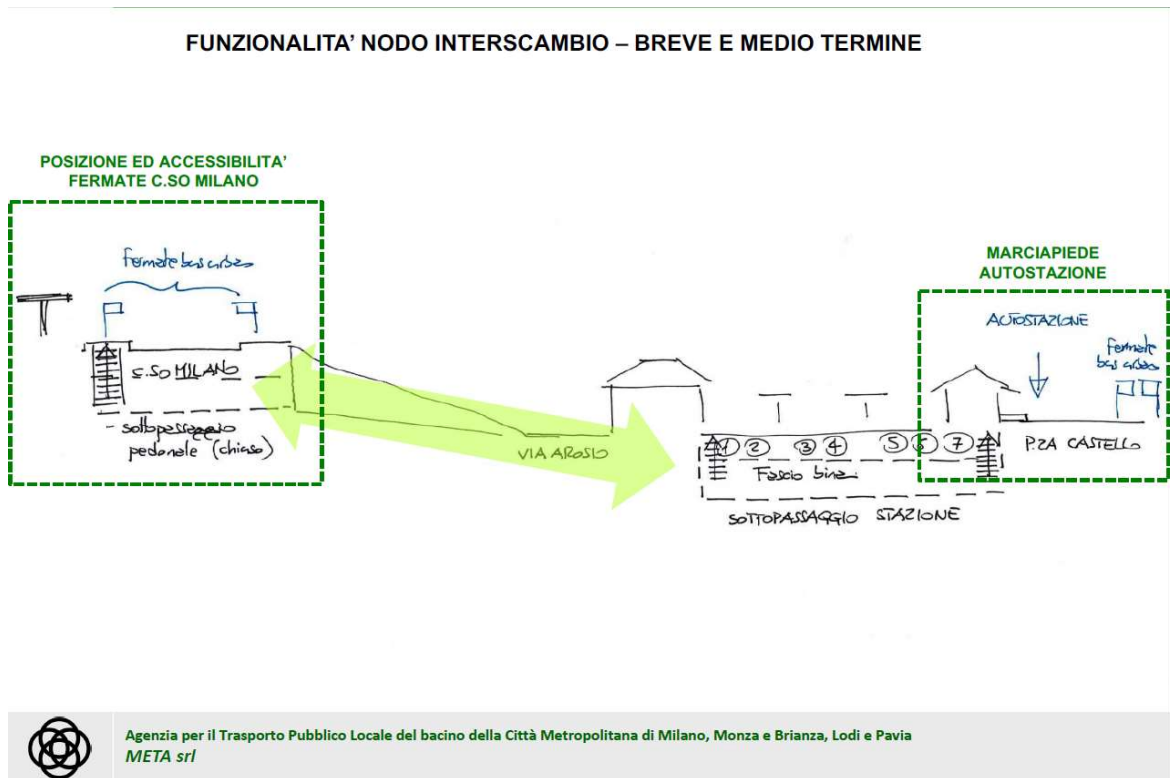 FUNZIONALITA’ NODO INTERSCAMBIO – BREVE E MEDIO TERMINE
POSIZIONE ED ACCESSIBILITA’
FERMATE C.SO MILANO
fermate bus urbano
C.SO MILANO
- sottopassaggio
pedonale (chiuso)
VIA AROSIO
1 2 3 4 5 6 7
Fascio binari
SOTTOPASSAGGIO STAZIONE
MARCIAPIEDE
AUTOSTAZIONE
AUTOSTAZIONE
fermate
bus urbano
P.ZA CASTELLO
Agenzia per il Trasporto Pubblico Locale del bacino della Città Metropolitana di Milano, Monza e Brianza, Lodi e Pavia
META srl